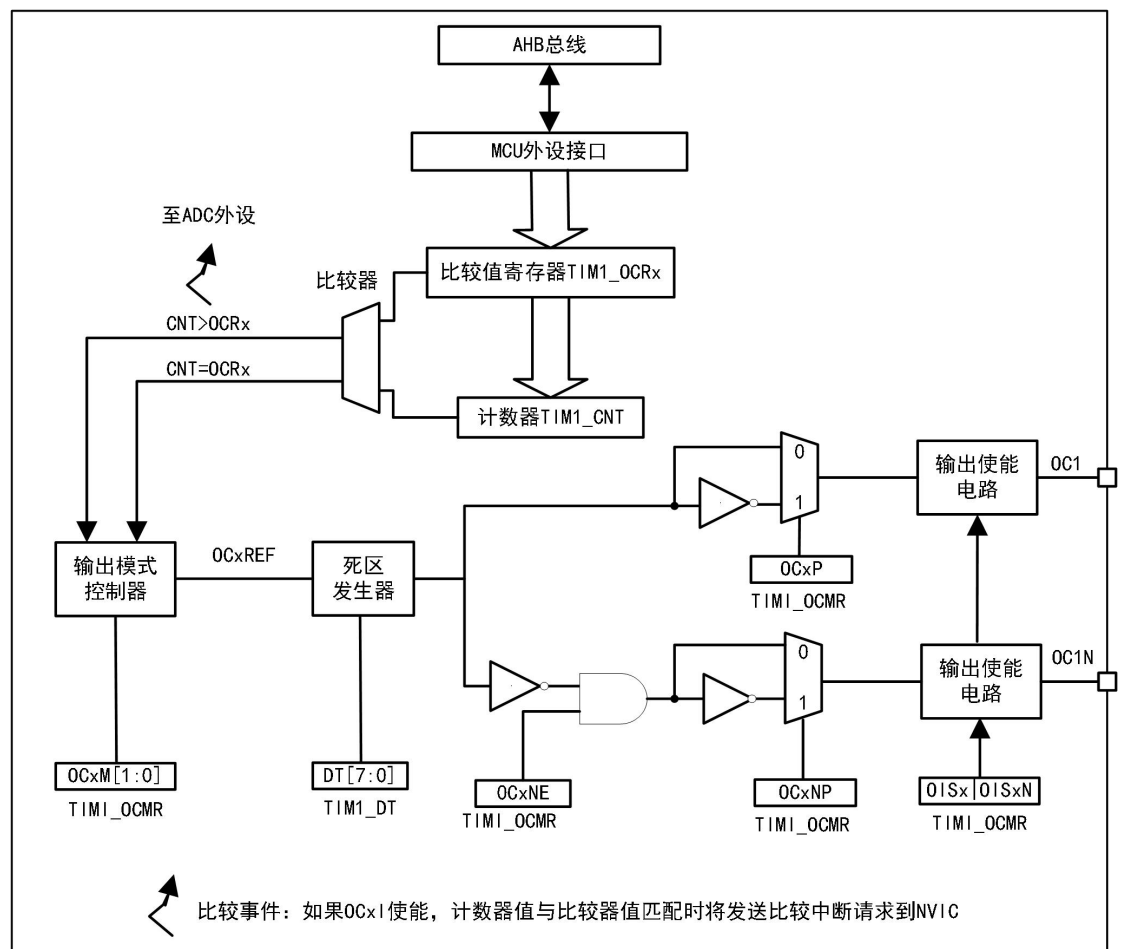 AHB总线
MCU外设接口
至ADC外设
比较器
比较值寄存器TIM1_OCRx
CNT>OCRx
CNT=OCRx
计数器TIM1_CNT
0
1
输出使能
电路
OC1
OCxP
TIMI_OCMR
输出模式
控制器
OCxREF
死区
发生器
0
1
输出使能
电路
OC1N
OCxM[1:0]
TIMI_OCMR
DT[7:0]
TIM1_DT
OCxNE
TIMI_OCMR
OCxNP
TIMI_OCMR
OISx|OISxN
TIMI_OCMR
比较事件：如果OCxI使能，计数器值与比较器值匹配时将发送比较中断请求到NVIC